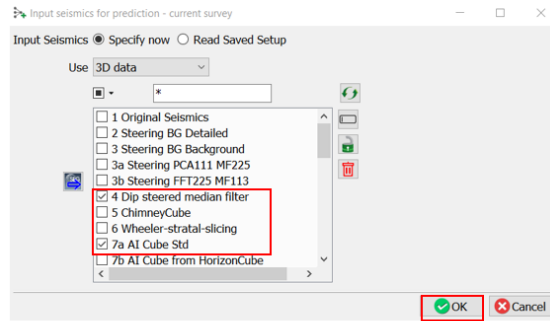 Input seismics for prediction - current survey
Input Seismics Specify now Read Saved Setup
Use 3D data
*
1 Original Seismics
2 Steering BG Detailed
3 Steering BG Background
3a Steering PCA111 MF225
3b Steering FFT225 MF113
4 Dip steered median filter
5 ChimneyCube
6 Wheeler-stratal-slicing
7a AI Cube Std
7b AI Cube from HorizonCube
OK Cancel